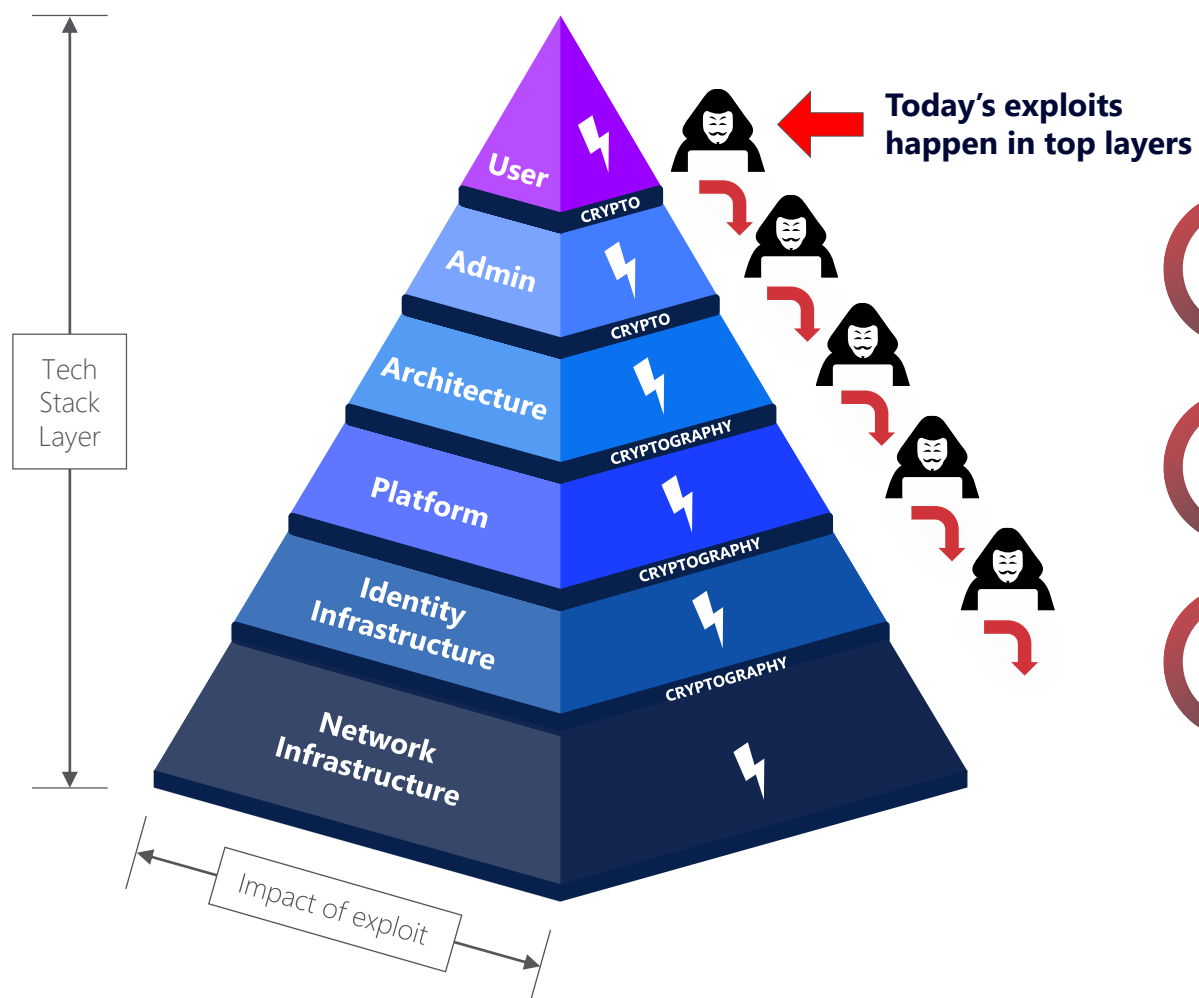 Today's exploits
happen in top layers
User
CRYPTO
Admin
CRYPTO
Architecture
CRYPTOGRAPHY
Platform
CRYPTOGRAPHY
Identity
Infrastructure
CRYPTOGRAPHY
Network
Infrastructure
Tech
Stack
Layer
Impact of exploit